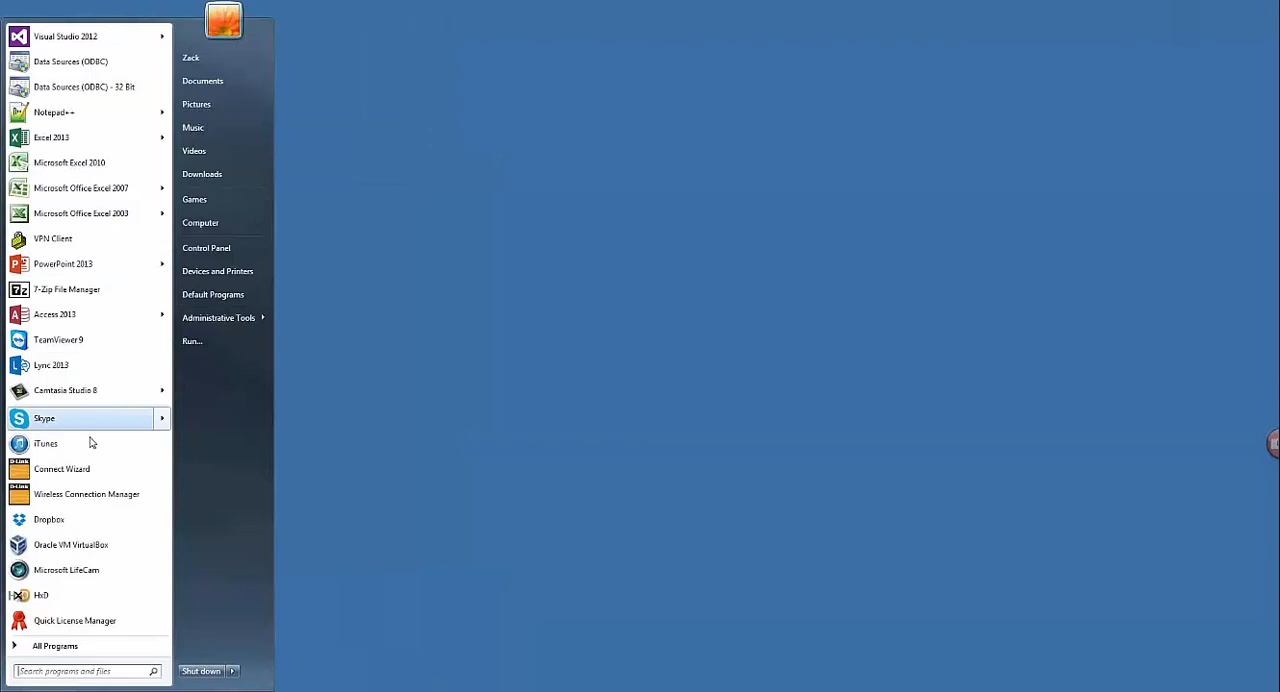 Visual Studio 2012
Data Sources (ODBC)
Data Sources (ODBC) - 32 Bit
Notepad++
Excel 2013
Microsoft Excel 2010
Microsoft Office Excel 2007
Microsoft Office Excel 2003
VPN Client
PowerPoint 2013
7-Zip File Manager
Access 2013
TeamViewer 9
Lync 2013
Camtasia Studio 8
Skype
iTunes
Connect Wizard
Wireless Connection Manager
Dropbox
Oracle VM VirtualBox
Microsoft LifeCam
HxD
Quick License Manager
All Programs
Search programs and files
Zack
Documents
Pictures
Music
Videos
Downloads
Games
Computer
Control Panel
Devices and Printers
Default Programs
Administrative Tools
Run...
Shut down